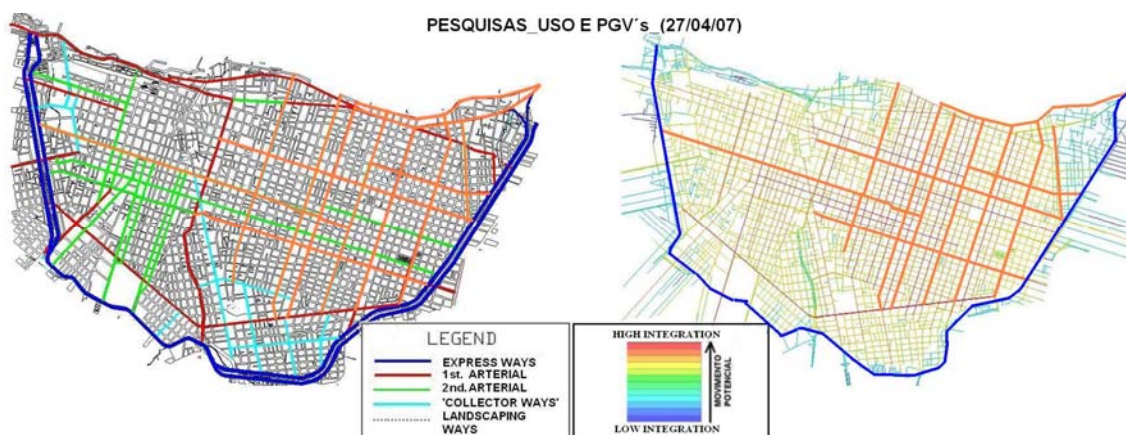 PESQUISAS_USO E PGV´s_(27/04/07)
LEGEND
EXPRESS WAYS
1st. ARTERIAL
2nd. ARTERIAL
'COLLECTOR WAYS'
LANDSCAPING
WAYS
HIGH INTEGRATION
MOVIMENTO
POTENCIAL
LOW INTEGRATION